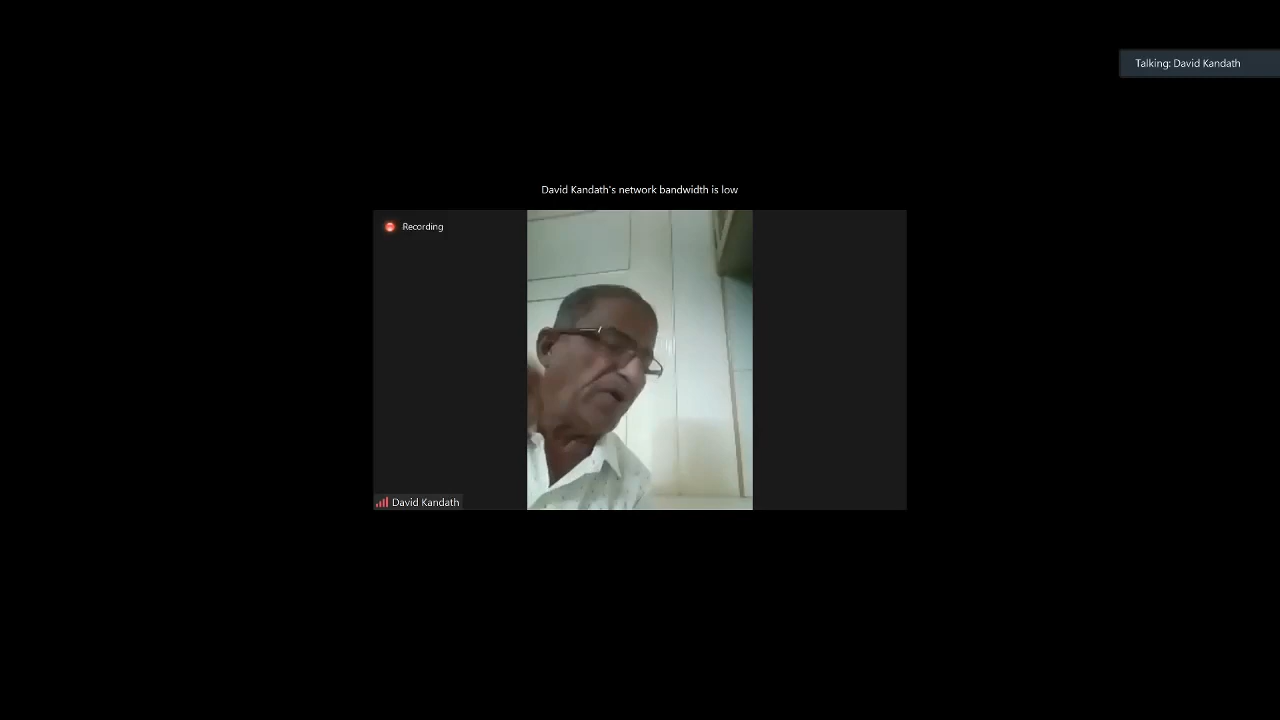 Talking: David Kandath
David Kandath's network bandwidth is low
Recording
David Kandath